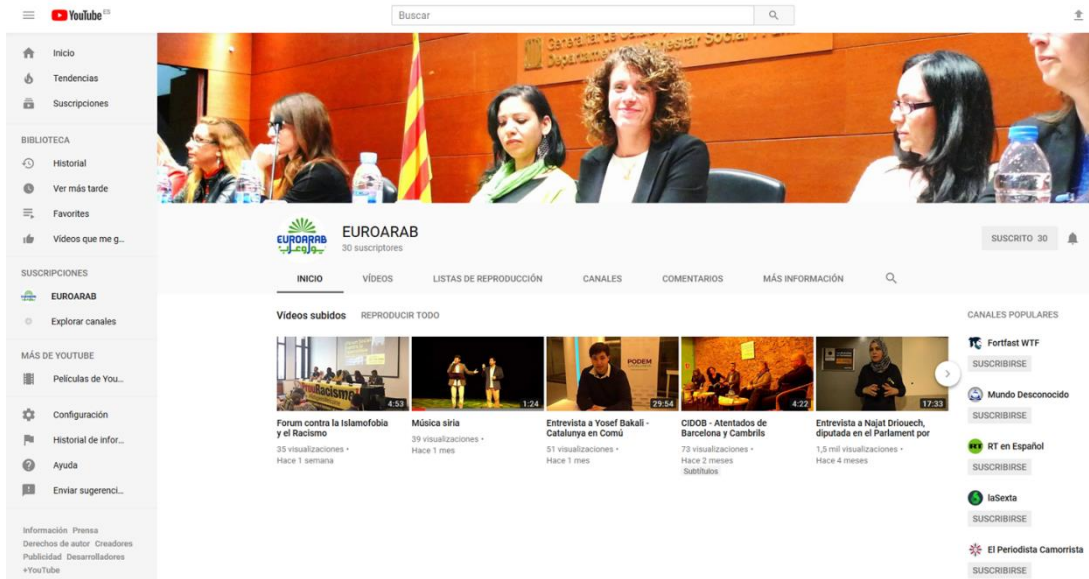 YouTube ES
Buscar
Inicio
Tendencias
Suscripciones
BIBLIOTECA
Historial
Ver más tarde
Favorites
Vídeos que me g...
SUSCRIPCIONES
EUROARAB
Explorar canales
MÁS DE YOUTUBE
Películas de You...
Configuración
Historial de infor...
Ayuda
Enviar sugerenci...
Información Prensa
Derechos de autor Creadores
Publicidad Desarrolladores
+YouTube
Generalitat de
Departament
estar Social
EUROARAB
EUROARAB
30 suscriptores
SUSCRITO 30
INICIO
VÍDEOS
LISTAS DE REPRODUCCIÓN
CANALES
COMENTARIOS
MÁS INFORMACIÓN
Vídeos subidos
REPRODUCIR TODO
4:53
Forum contra la Islamofobia
y el Racismo
35 visualizaciones •
Hace 1 semana
1:24
Música siria
39 visualizaciones •
Hace 1 mes
PODEM
29:54
Entrevista a Yosef Bakali -
Catalunya en Comú
51 visualizaciones •
Hace 1 mes
4:22
CIDOB - Atentados de
Barcelona y Cambrils
73 visualizaciones •
Hace 2 meses
Subtítulos
17:33
Entrevista a Najat Driouech,
diputada en el Parlament por
1,5 mil visualizaciones •
Hace 4 meses
CANALES POPULARES
Fortfast WTF
SUSCRIBIRSE
Mundo Desconocido
SUSCRIBIRSE
RT en Español
SUSCRIBIRSE
laSexta
SUSCRIBIRSE
El Periodista Camorrista
SUSCRIBIRSE